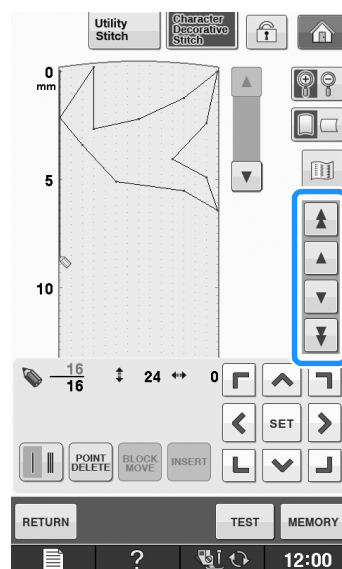 Utility
Stitch
Character
Decorative
Stitch
0
mm
5
10
16
16
24
0
SET
POINT
DELETE
BLOCK
MOVE
INSERT
RETURN
TEST
MEMORY
?
12:00